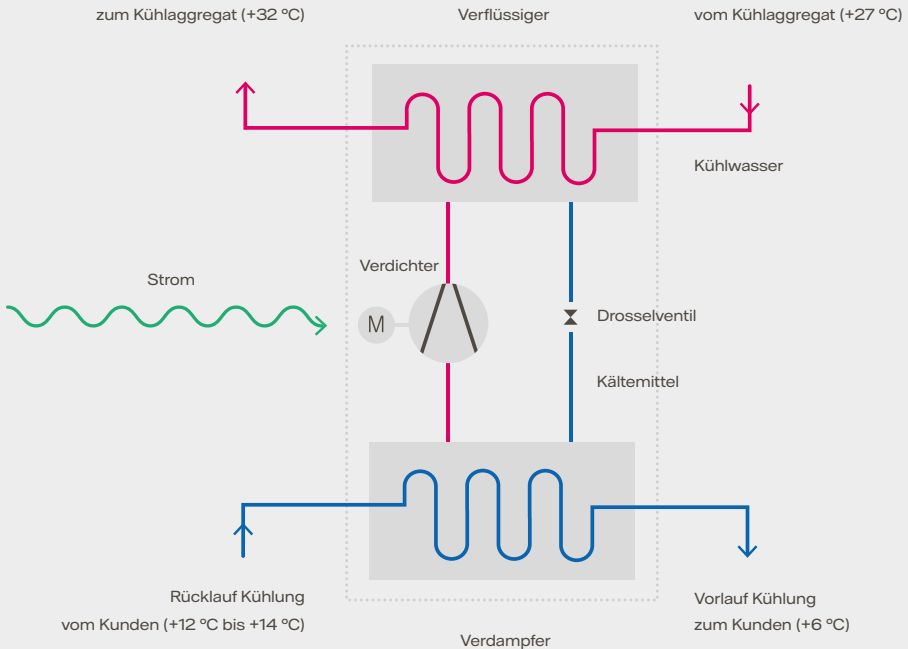 zum Kühlaggregat (+32 °C)
Verflüssiger
vom Kühlaggregat (+27 °C)
Kühlwasser
Verdichter
Strom
M
Drosselventil
Kältemittel
Rücklauf Kühlung
vom Kunden (+12 °C bis +14 °C)
Vorlauf Kühlung
zum Kunden (+6 °C)
Verdampfer